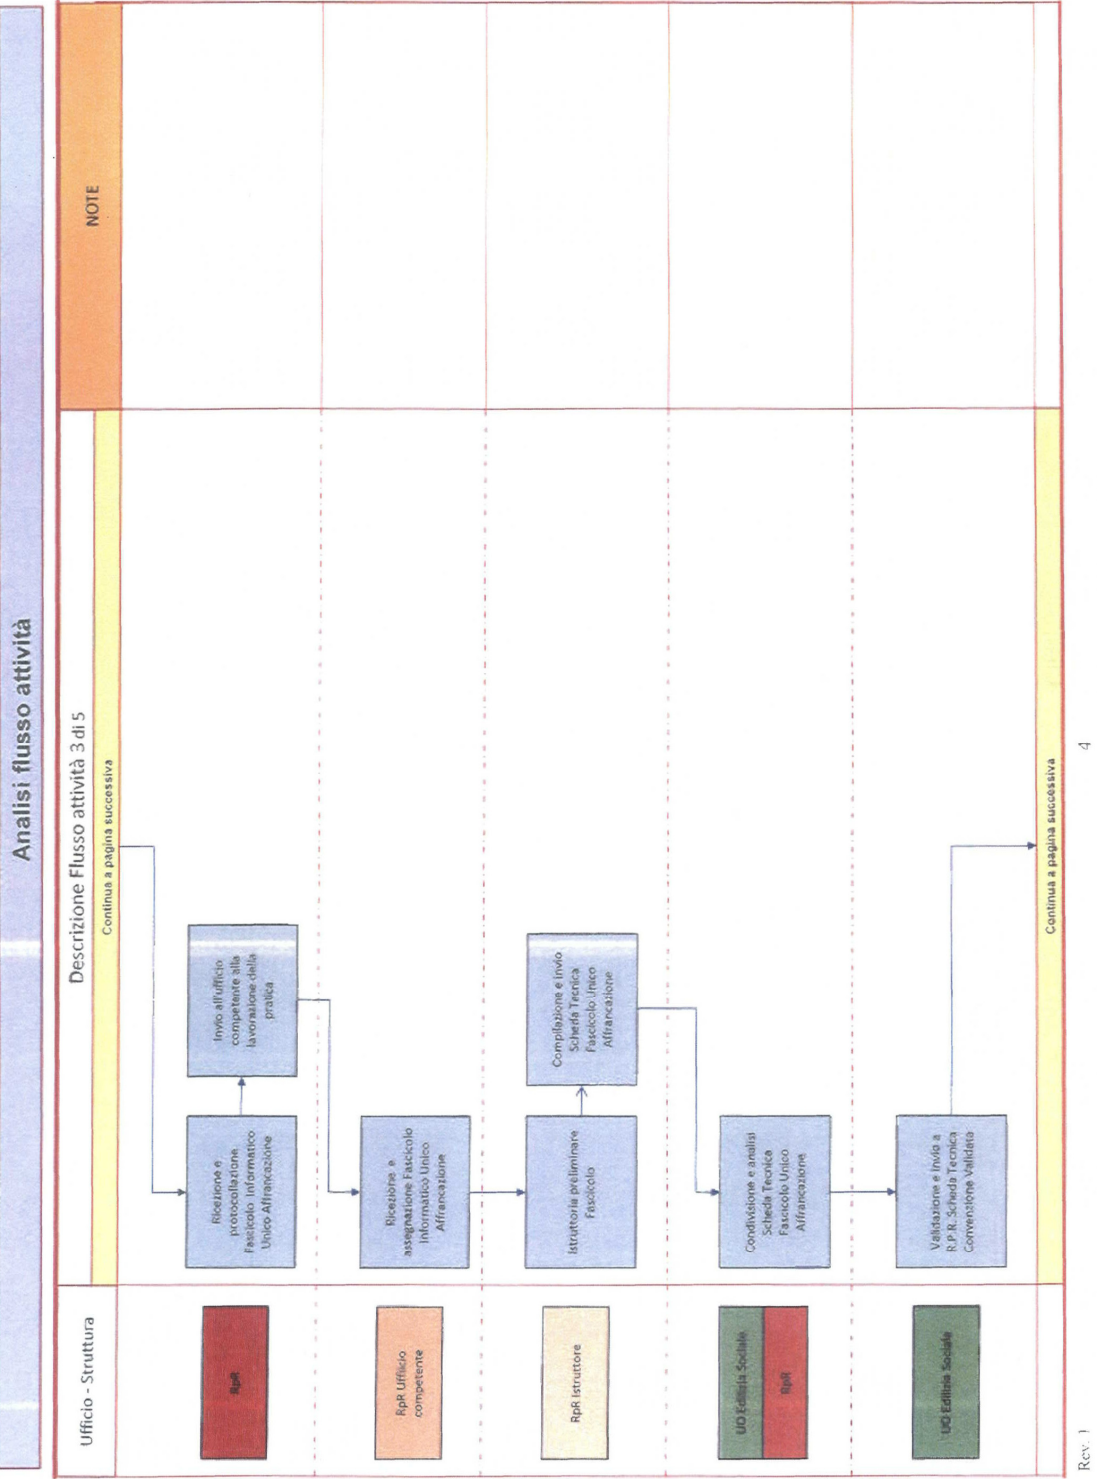 Analisi flusso attività
Ufficio - Struttura
Descrizione Flusso attività 3 di 5
NOTE
Continua a pagina successiva
RpR
Ricezione e
protocollazione
Fascicolo Informatico
Unico Affrancazione
Invio all'ufficio
competente alla
lavorazione della
pratica
RpR Ufficio
competente
Ricezione e
assegnazione Fascicolo
Informatico Unico
Affrancazione
RpR Istruttore
Istruttoria preliminare
Fascicolo
Compilazione e invio
Scheda Tecnica
Fascicolo Unico
Affrancazione
UO Edilizia Sociale
RpR
Condivisione e analisi
Scheda Tecnica
Fascicolo Unico
Affrancazione
UO Edilizia Sociale
Validazione e invio a
R.P.R. Scheda Tecnica
Convenzione Validata
Continua a pagina successiva
Rev. 1
4